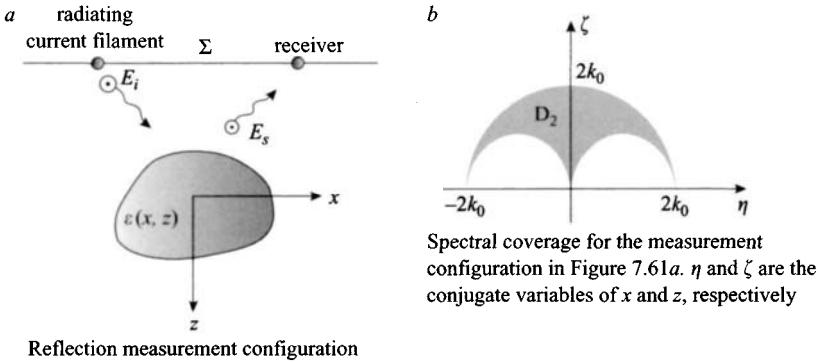 a
radiating
current filament
Σ
receiver
E_i
E_s
ε(x, z)
x
z
Reflection measurement configuration
b
ζ
2k₀
D₂
−2k₀
2k₀
η
Spectral coverage for the measurement
configuration in Figure 7.61a. η and ζ are the
conjugate variables of x and z, respectively